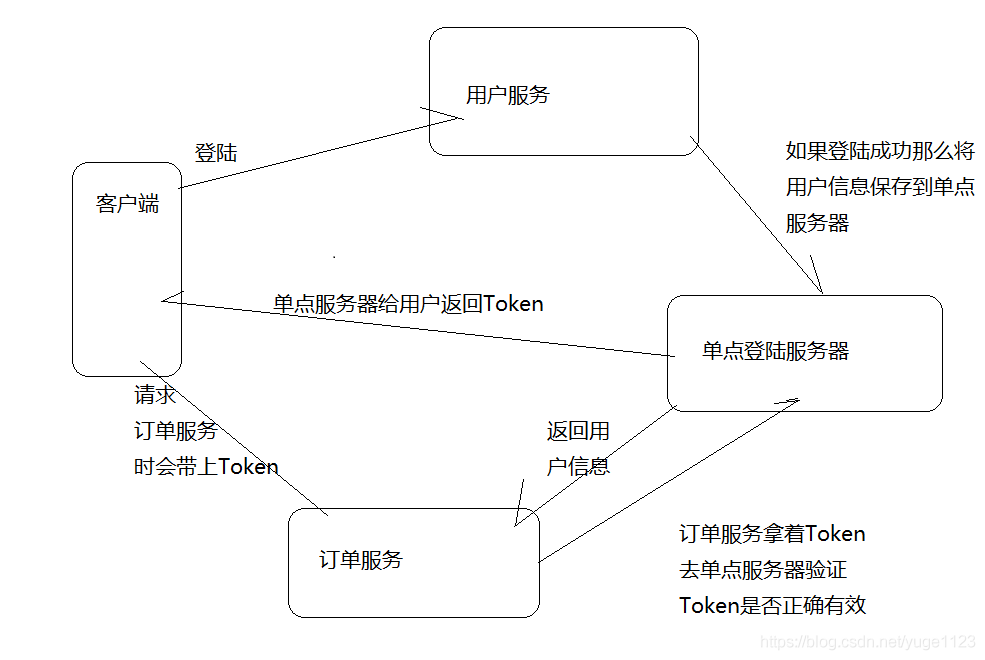 用户服务
登陆
如果登陆成功那么将
用户信息保存到单点
服务器
客户端
单点服务器给用户返回Token
单点登陆服务器
请求
订单服务
时会带上Token
返回用
户信息
订单服务
订单服务拿着Token
去单点服务器验证
Token是否正确有效
https://blog.csdn.net/yuge1123